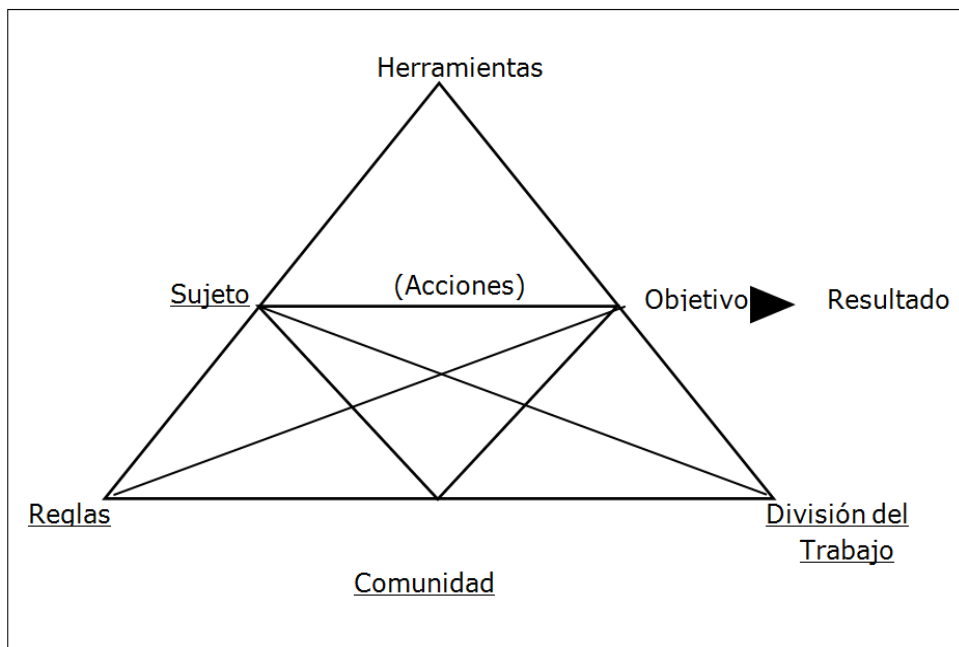 Herramientas
Sujeto
(Acciones)
Objetivo
Resultado
Reglas
División del
Trabajo
Comunidad